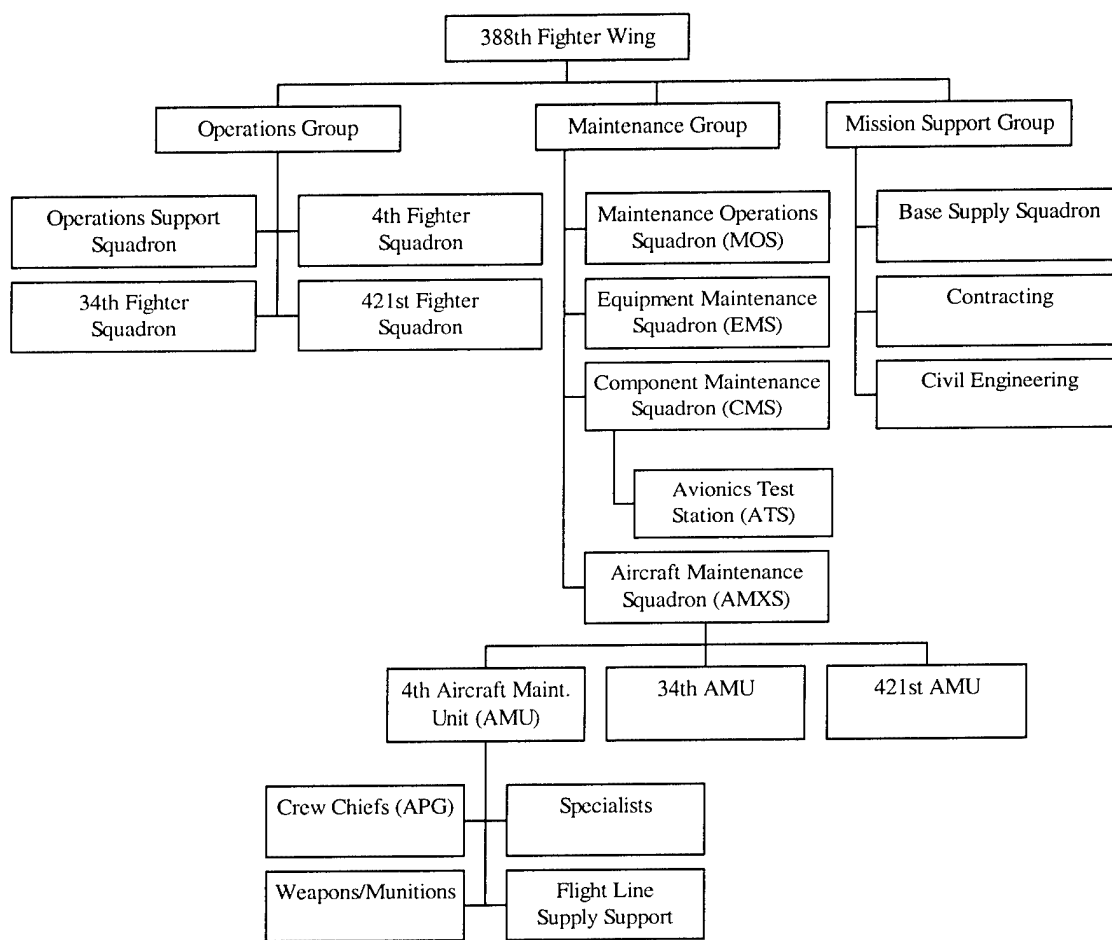 388th Fighter Wing
Operations Group
Maintenance Group
Mission Support Group
Operations Support
Squadron
4th Fighter
Squadron
34th Fighter
Squadron
421st Fighter
Squadron
Maintenance Operations
Squadron (MOS)
Equipment Maintenance
Squadron (EMS)
Component Maintenance
Squadron (CMS)
Avionics Test
Station (ATS)
Aircraft Maintenance
Squadron (AMXS)
Base Supply Squadron
Contracting
Civil Engineering
4th Aircraft Maint.
Unit (AMU)
34th AMU
421st AMU
Crew Chiefs (APG)
Specialists
Weapons/Munitions
Flight Line
Supply Support